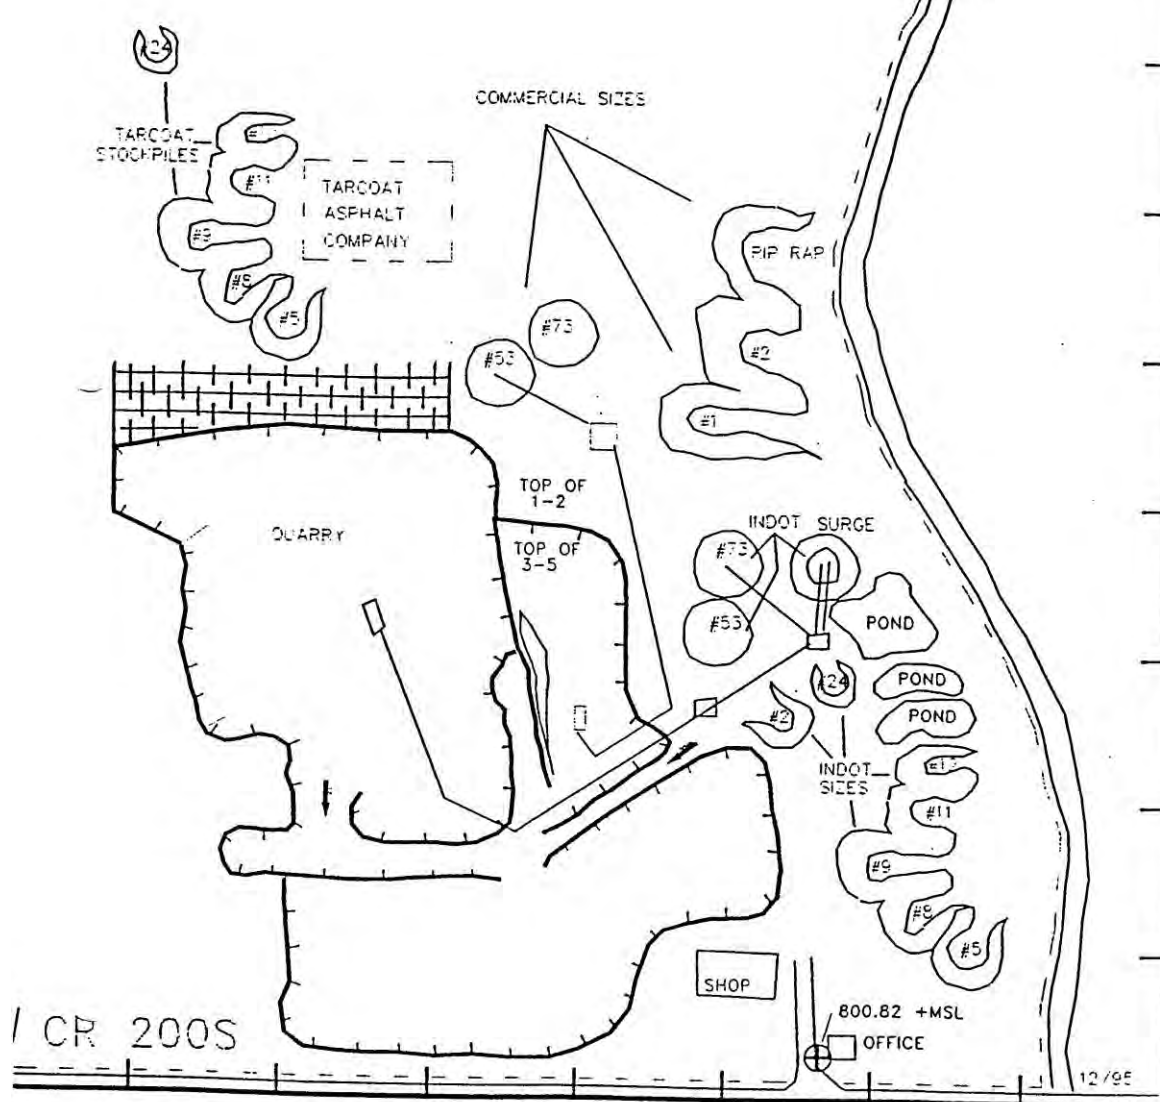 #24
COMMERCIAL SIZES
TARCOAT
STOCKPILES
#11
TARCOAT
ASPHALT
COMPANY
#9
#8
#5
RIP RAP
#73
#53
#2
#1
TOP OF
1-2
QUARRY
TOP OF
3-5
INDOT SURGE
#73
#53
POND
#24
POND
#2
POND
INDOT
SIZES
#12
#11
#9
#8
#5
SHOP
800.82 +MSL
OFFICE
CR 200S
12/95